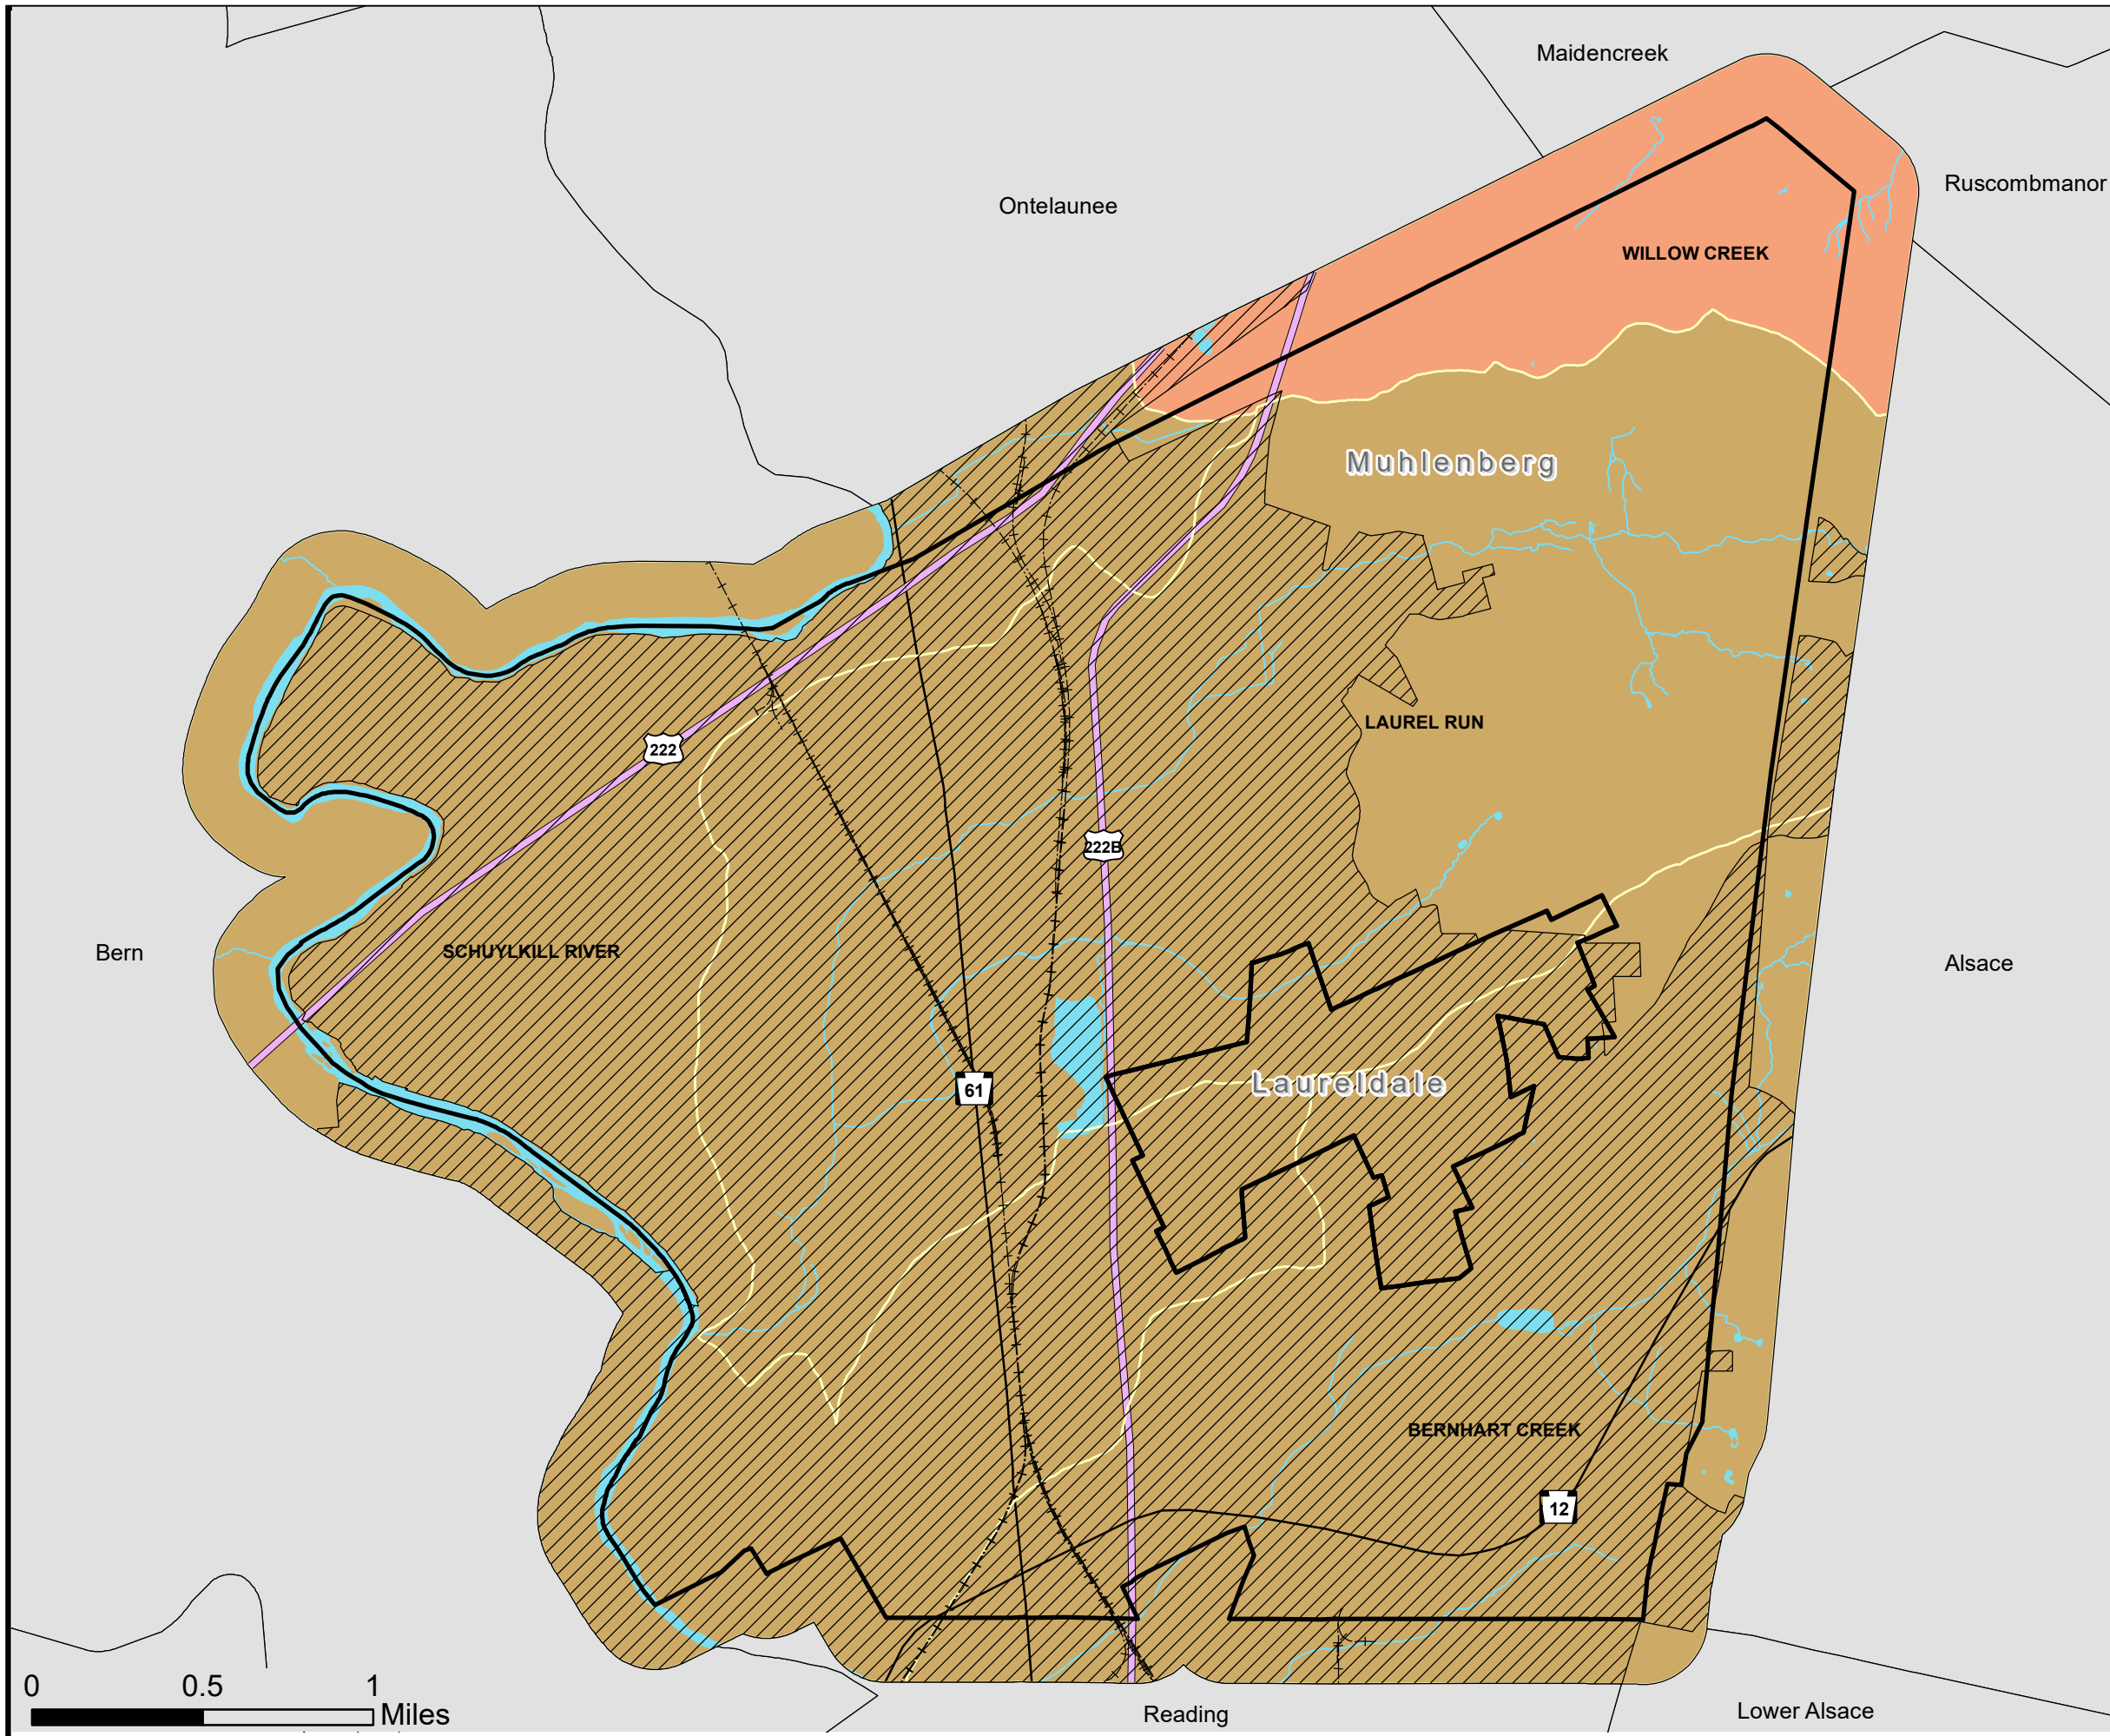 Maidencreek
Ruscombmanor
Ontelaunee
WILLOW CREEK
Muhlenberg
LAUREL RUN
222
222B
Bern
SCHUYLKILL RIVER
Alsace
61
Laureldale
BERNHART CREEK
12
0 0.5 1
Miles
Reading
Lower Alsace